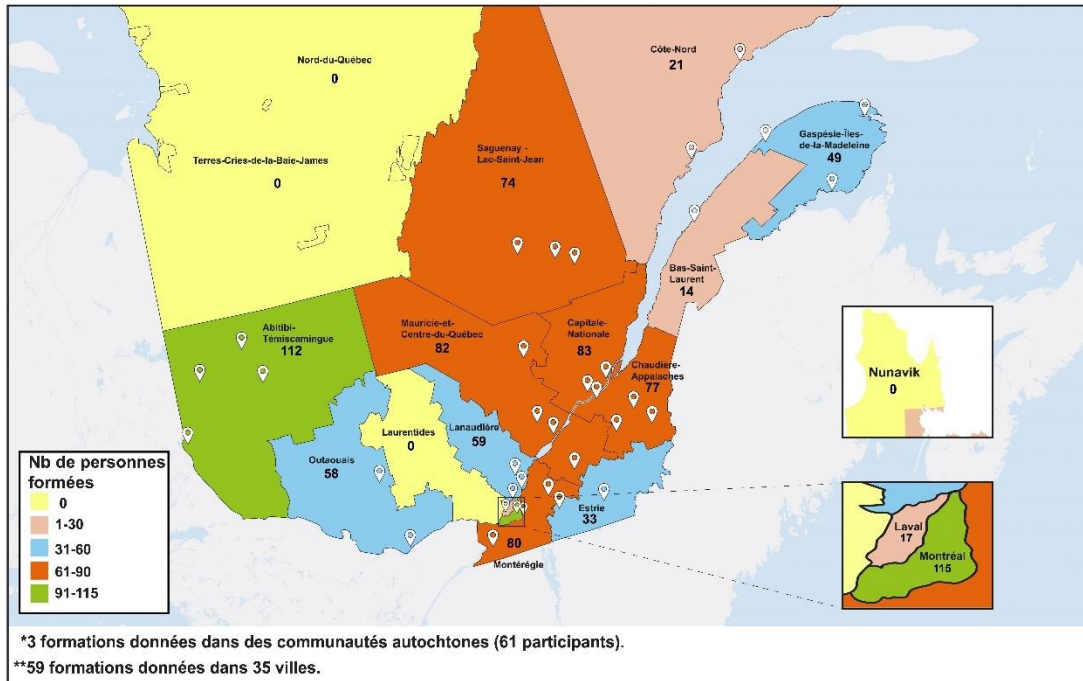 Nord-du-Québec
0
Côte-Nord
21
Terres-Cries-de-la-Baie-James
0
Saguenay -
Lac-Saint-Jean
74
Gaspésie-Îles-
de-la-Madeleine
49
Bas-Saint-
Laurent
14
Abitibi-
Témiscamingue
112
Mauricie-et-
Centre-du-Québec
82
Capitale-
Nationale
83
Chaudière-
Appalaches
77
Nunavik
0
Laurentides
0
Lanaudière
59
Outaouais
58
Estrie
33
80
Montérégie
Laval
17
Montréal
115
Nb de personnes
formées
0
1-30
31-60
61-90
91-115
*3 formations données dans des communautés autochtones (61 participants).
**59 formations données dans 35 villes.